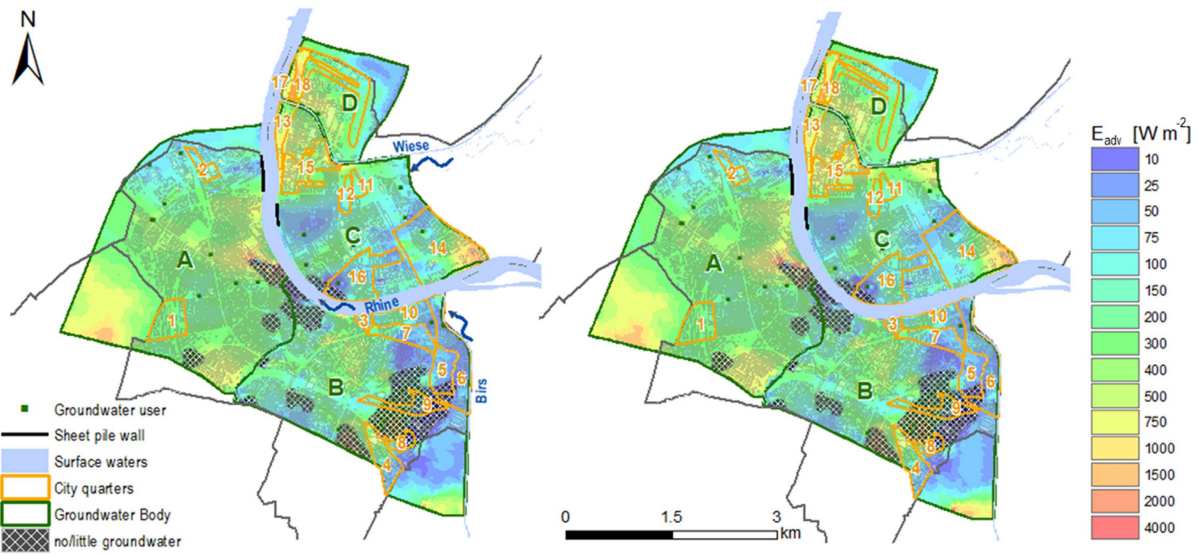 N
17
18
D
13
Wiese
2
15
11
12
C
14
A
16
Rhine
1
3
10
7
B
5
6
Birs
9
8
4
Groundwater user
Sheet pile wall
Surface waters
City quarters
Groundwater Body
no/little groundwater
17
18
D
13
2
15
11
12
C
14
A
16
1
3
10
7
B
5
6
9
8
4
0
1.5
3
km
E_adv [W m⁻²]
10
25
50
75
100
150
200
300
400
500
750
1000
1500
2000
4000